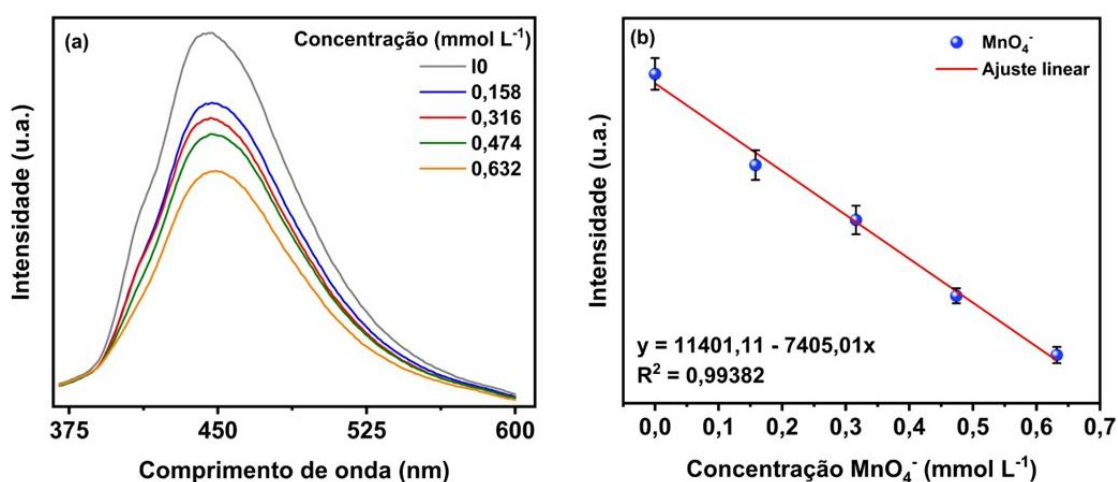 (a)
Concentração (mmol L⁻¹)
I0
0,158
0,316
0,474
0,632
Intensidade (u.a.)
375
450
525
600
Comprimento de onda (nm)
(b)
MnO₄⁻
Ajuste linear
Intensidade (u.a.)
y = 11401,11 - 7405,01x
R² = 0,99382
0,0
0,1
0,2
0,3
0,4
0,5
0,6
0,7
Concentração MnO₄⁻ (mmol L⁻¹)